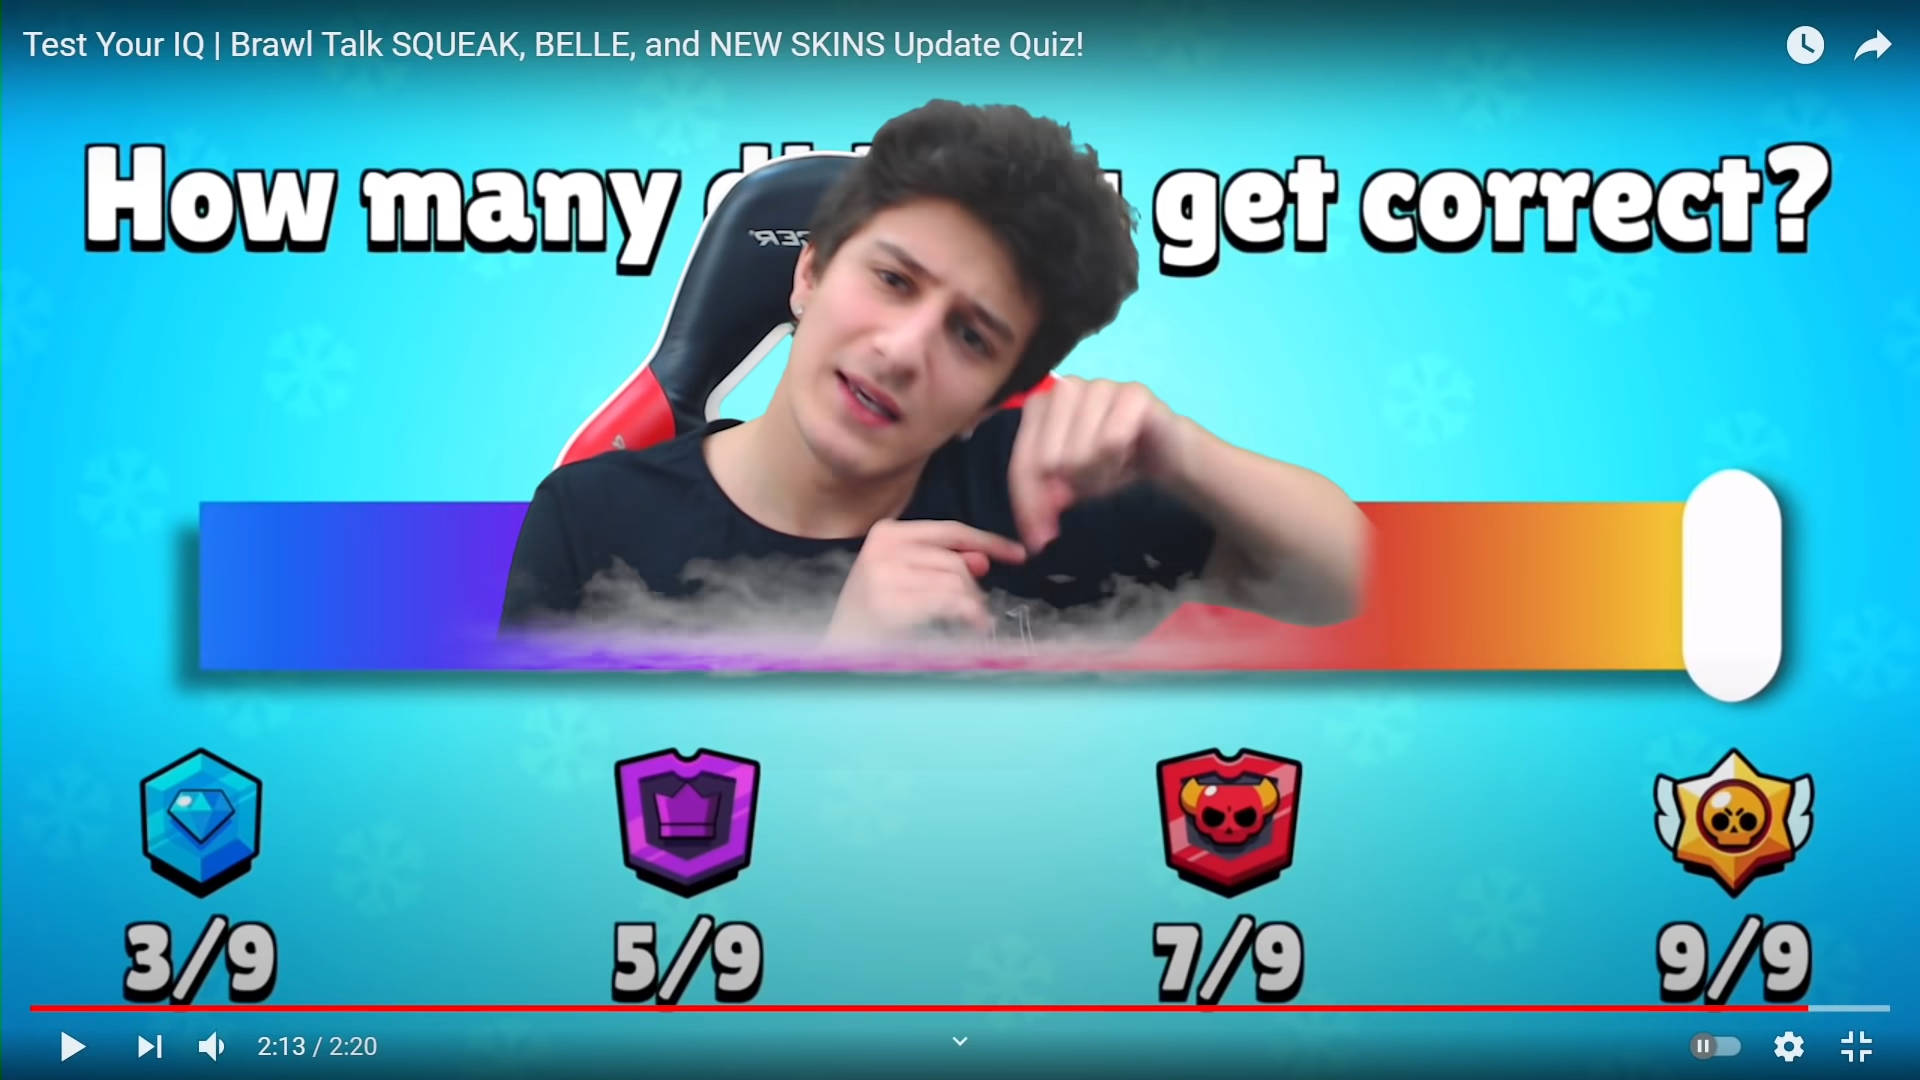 Test Your IQ | Brawl Talk SQUEAK, BELLE, and NEW SKINS Update Quiz!
How many get correct?
3/9
5/9
7/9
9/9
2:13 / 2:20